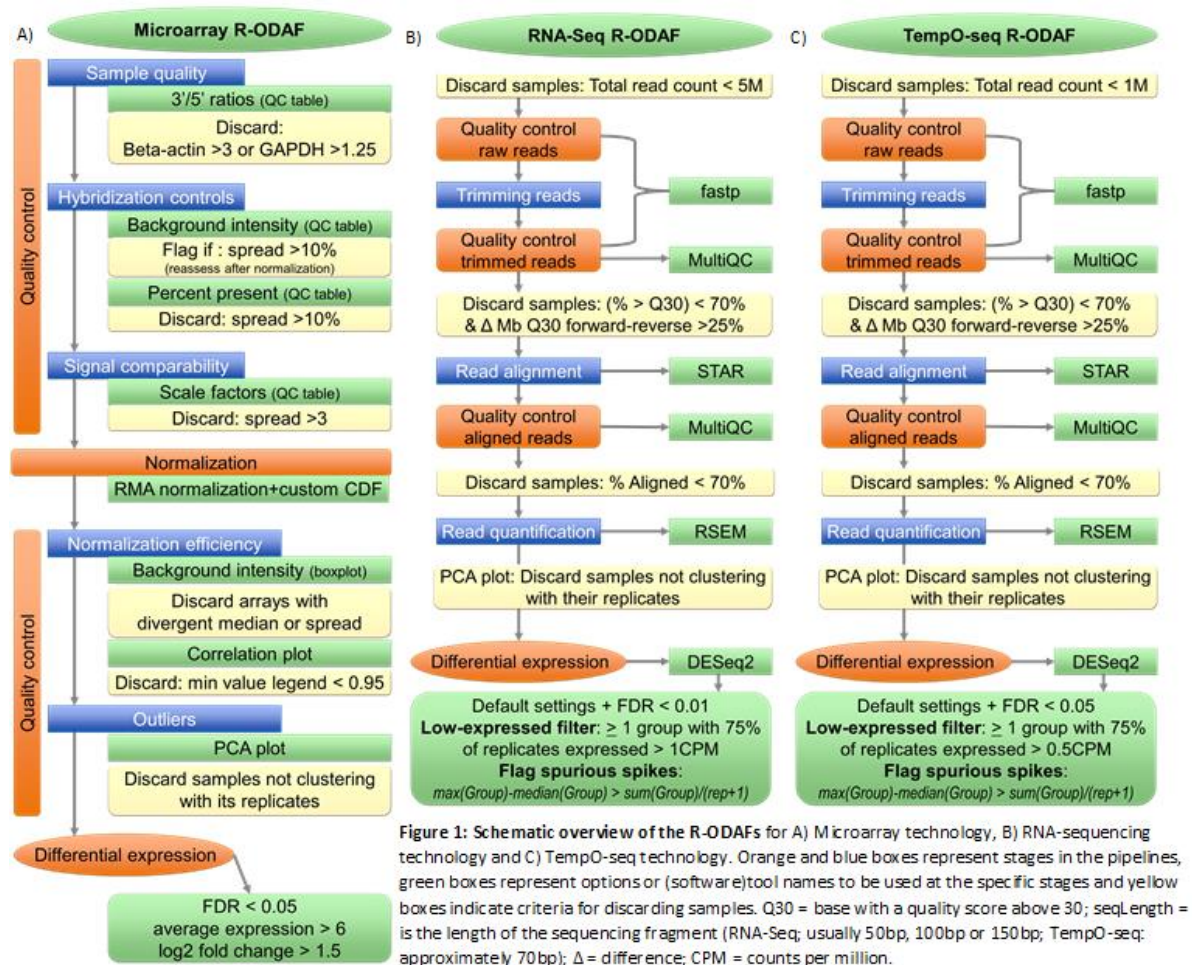 A)
Microarray R-ODAF
Quality control
Sample quality
3'/5' ratios (QC table)
Discard:
Beta-actin >3 or GAPDH >1.25
Hybridization controls
Background intensity (QC table)
Flag if : spread >10%
(reassess after normalization)
Percent present (QC table)
Discard: spread >10%
Signal comparability
Scale factors (QC table)
Discard: spread >3
Normalization
RMA normalization+custom CDF
Quality control
Normalization efficiency
Background intensity (boxplot)
Discard arrays with
divergent median or spread
Correlation plot
Discard: min value legend < 0.95
Outliers
PCA plot
Discard samples not clustering
with its replicates
Differential expression
FDR < 0.05
average expression > 6
log2 fold change > 1.5
B)
RNA-Seq R-ODAF
Discard samples: Total read count < 5M
Quality control
raw reads
Trimming reads
fastp
Quality control
trimmed reads
MultiQC
Discard samples: (% > Q30) < 70%
& Δ Mb Q30 forward-reverse >25%
Read alignment
STAR
Quality control
aligned reads
MultiQC
Discard samples: % Aligned < 70%
Read quantification
RSEM
PCA plot: Discard samples not clustering
with their replicates
Differential expression
DESeq2
Default settings + FDR < 0.01
Low-expressed filter: ≥ 1 group with 75%
of replicates expressed > 1CPM
Flag spurious spikes:
max(Group)-median(Group) > sum(Group)/(rep+1)
C)
TempO-seq R-ODAF
Discard samples: Total read count < 1M
Quality control
raw reads
Trimming reads
fastp
Quality control
trimmed reads
MultiQC
Discard samples: (% > Q30) < 70%
& Δ Mb Q30 forward-reverse >25%
Read alignment
STAR
Quality control
aligned reads
MultiQC
Discard samples: % Aligned < 70%
Read quantification
RSEM
PCA plot: Discard samples not clustering
with their replicates
Differential expression
DESeq2
Default settings + FDR < 0.05
Low-expressed filter: ≥ 1 group with 75%
of replicates expressed > 0.5CPM
Flag spurious spikes:
max(Group)-median(Group) > sum(Group)/(rep+1)
Figure 1: Schematic overview of the R-ODAFs for A) Microarray technology, B) RNA-sequencing
technology and C) TempO-seq technology. Orange and blue boxes represent stages in the pipelines,
green boxes represent options or (software)tool names to be used at the specific stages and yellow
boxes indicate criteria for discarding samples. Q30 = base with a quality score above 30; seqLength =
is the length of the sequencing fragment (RNA-Seq; usually 50bp, 100bp or 150bp; TempO-seq:
approximately 70bp); Δ = difference; CPM = counts per million.